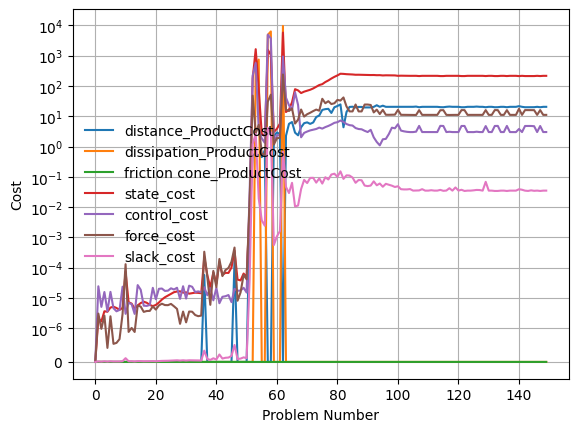 10^4
10^3
10^2
10^1
10^0
10^-1
10^-2
10^-3
10^-4
10^-5
10^-6
0
Cost
distance_ProductCost
dissipation_ProductCost
friction cone_ProductCost
state_cost
control_cost
force_cost
slack_cost
0 20 40 60 80 100 120 140
Problem Number